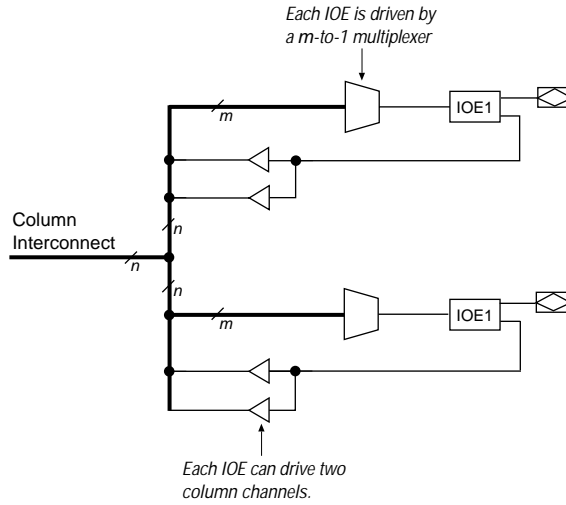 Each IOE is driven by
a m-to-1 multiplexer
IOE1
m
n
Column
Interconnect
n
n
IOE1
m
Each IOE can drive two
column channels.